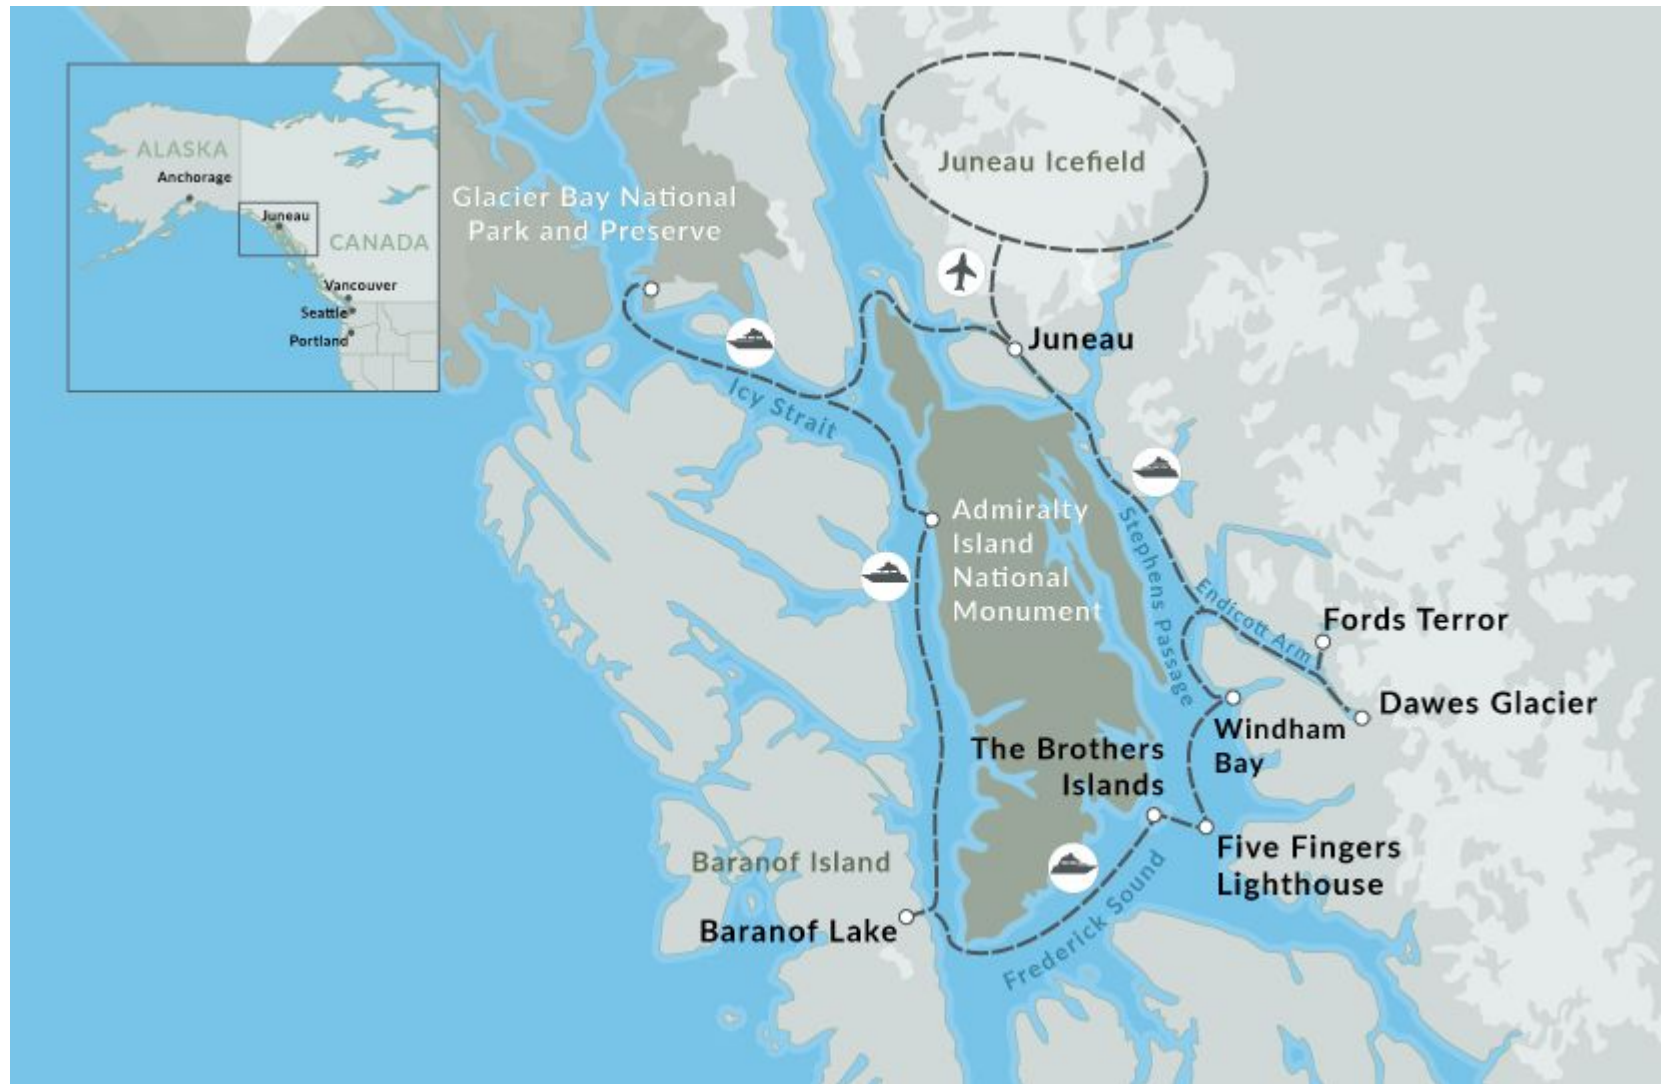 ALASKA
Anchorage
Juneau
CANADA
Vancouver
Seattle
Portland
Glacier Bay National
Park and Preserve
Juneau Icefield
Juneau
Icy Strait
Admiralty
Island
National
Monument
Stephens Passage
Endicott Arm
Fords Terror
Dawes Glacier
Windham
Bay
The Brothers
Islands
Five Fingers
Lighthouse
Baranof Island
Baranof Lake
Frederick Sound